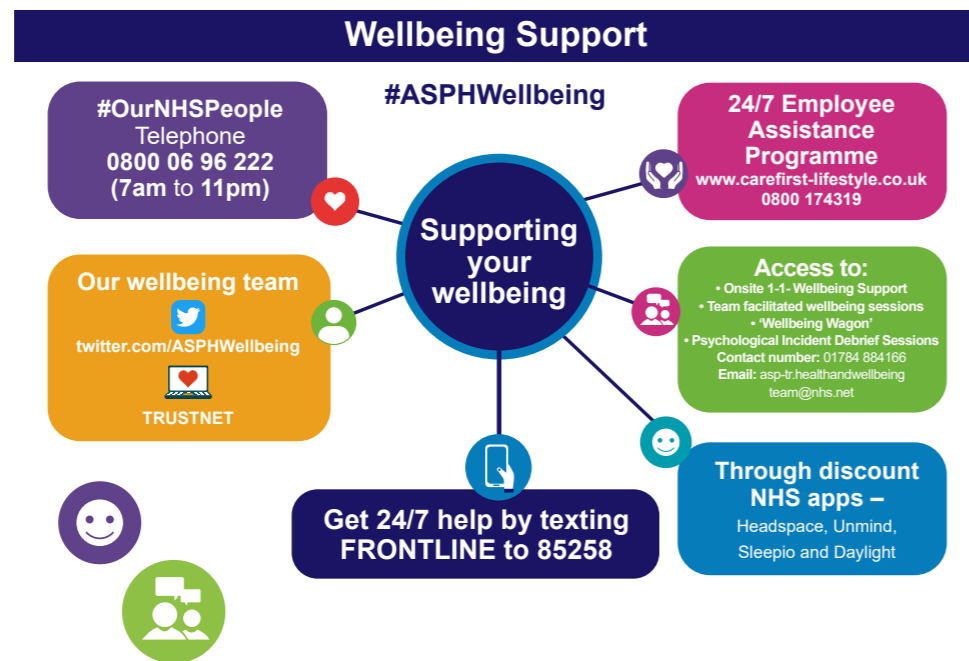 Wellbeing Support
#ASPHWellbeing
#OurNHSPeople
Telephone
0800 06 96 222
(7am to 11pm)
24/7 Employee
Assistance
Programme
www.carefirst-lifestyle.co.uk
0800 174319
Supporting
your
wellbeing
Our wellbeing team
twitter.com/ASPHWellbeing
TRUSTNET
Access to:
• Onsite 1-1- Wellbeing Support
• Team facilitated wellbeing sessions
• ‘Wellbeing Wagon’
• Psychological Incident Debrief Sessions
Contact number: 01784 884166
Email: asp-tr.healthandwellbeing
team@nhs.net
Get 24/7 help by texting
FRONTLINE to 85258
Through discount
NHS apps –
Headspace, Unmind,
Sleepio and Daylight